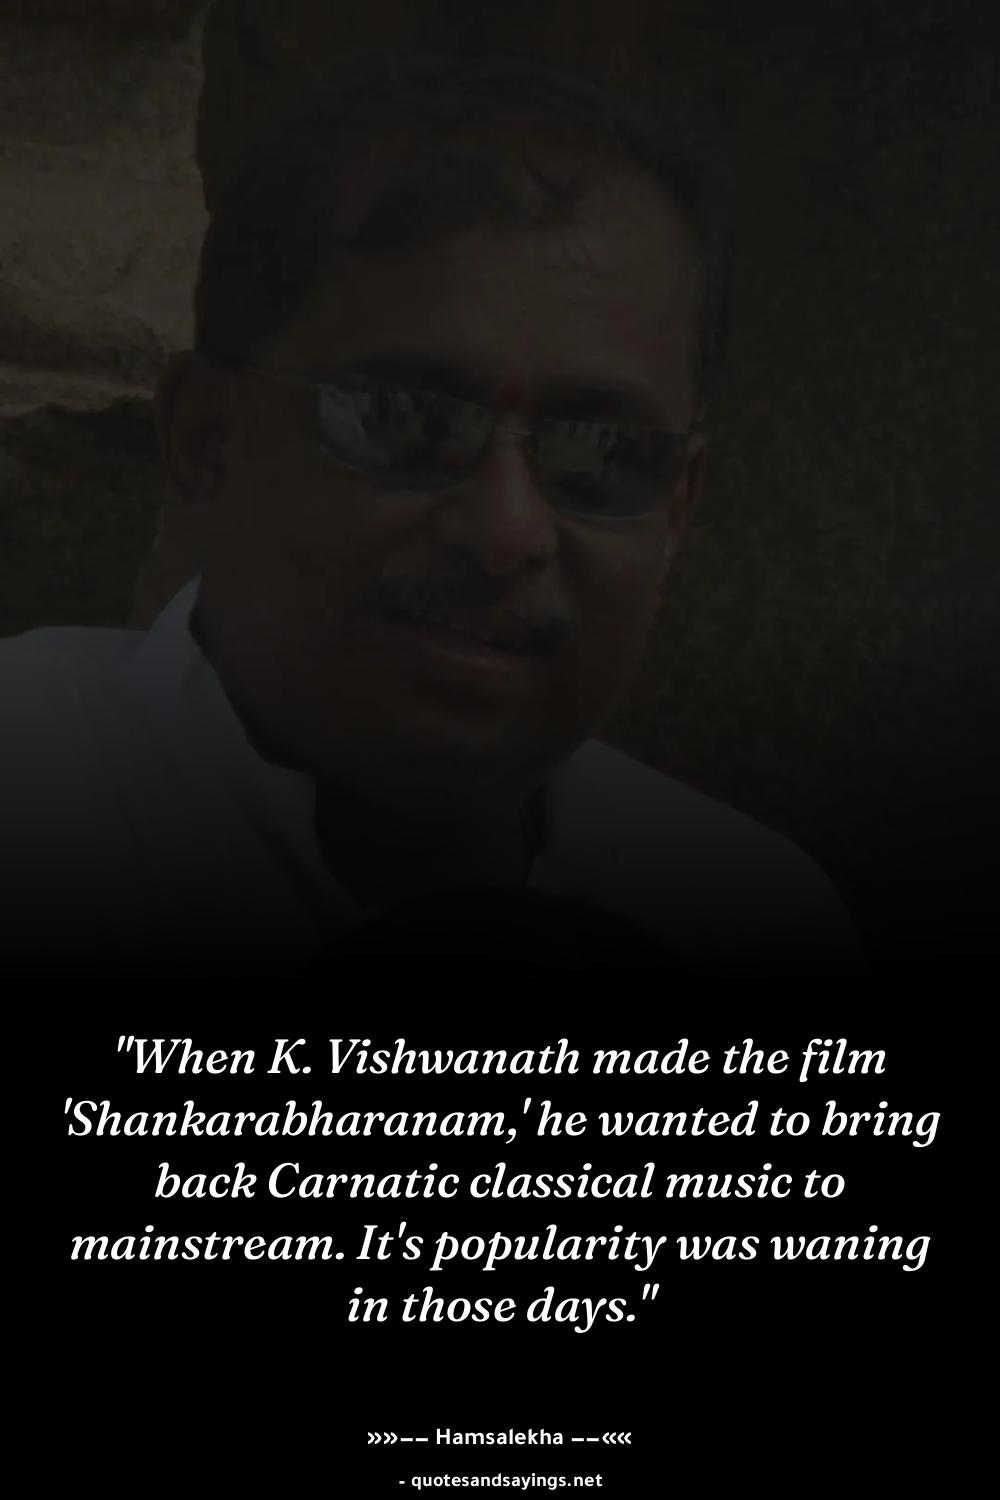 "When K. Vishwanath made the film
'Shankarabharanam,' he wanted to bring
back Carnatic classical music to
mainstream. It's popularity was waning
in those days."
»»−− Hamsalekha −−««
- quotesandsayings.net